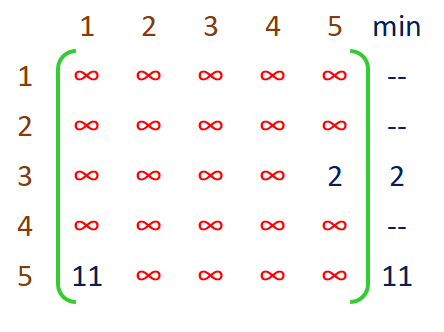 1 2 3 4 5 min
1 ∞ ∞ ∞ ∞ ∞ --
2 ∞ ∞ ∞ ∞ ∞ --
3 ∞ ∞ ∞ ∞ 2 2
4 ∞ ∞ ∞ ∞ ∞ --
5 11 ∞ ∞ ∞ ∞ 11